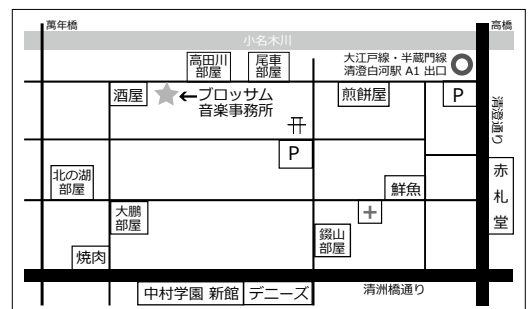 萬年橋
高橋
小名木川
高田川
部屋
尾車
部屋
大江戸線・半蔵門線
清澄白河駅 A1 出口
酒屋
←ブロッサム
音楽事務所
煎餅屋
P
清澄通り
P
北の湖
部屋
鮮魚
赤札堂
大鵬
部屋
錣山
部屋
焼肉
中村学園 新館
デニーズ
清洲橋通り